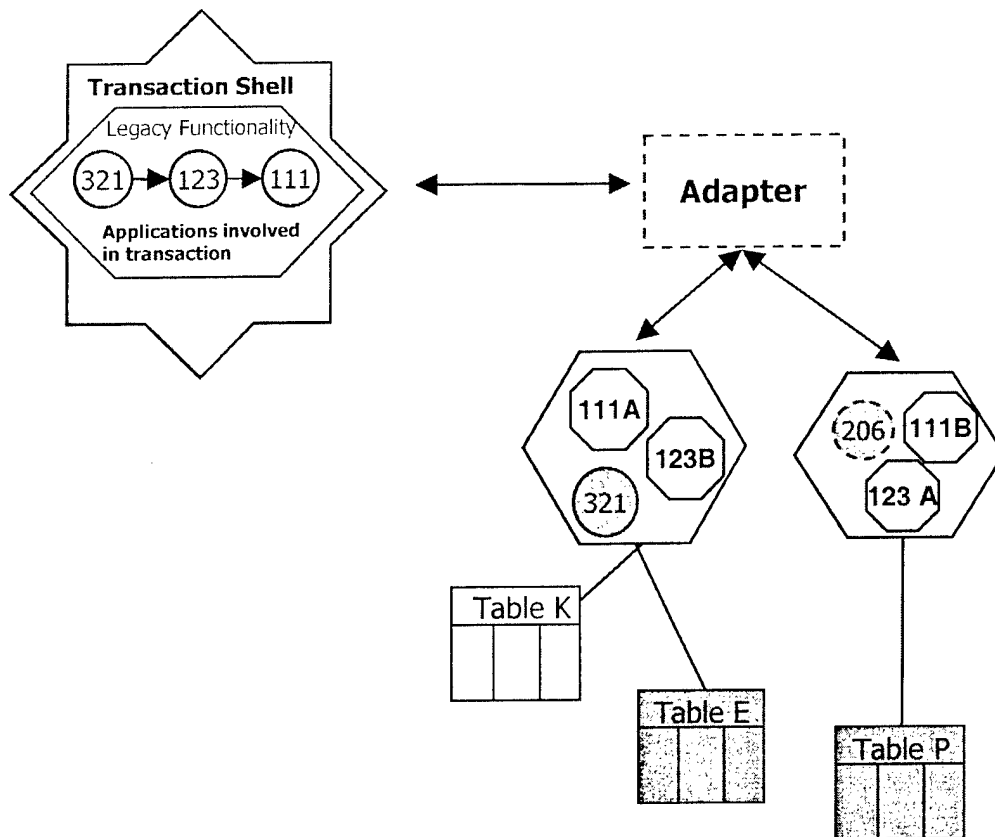 Transaction Shell
Legacy Functionality
321
123
111
Applications involved
in transaction
Adapter
111A
123B
321
206
111B
123 A
Table K
Table E
Table P